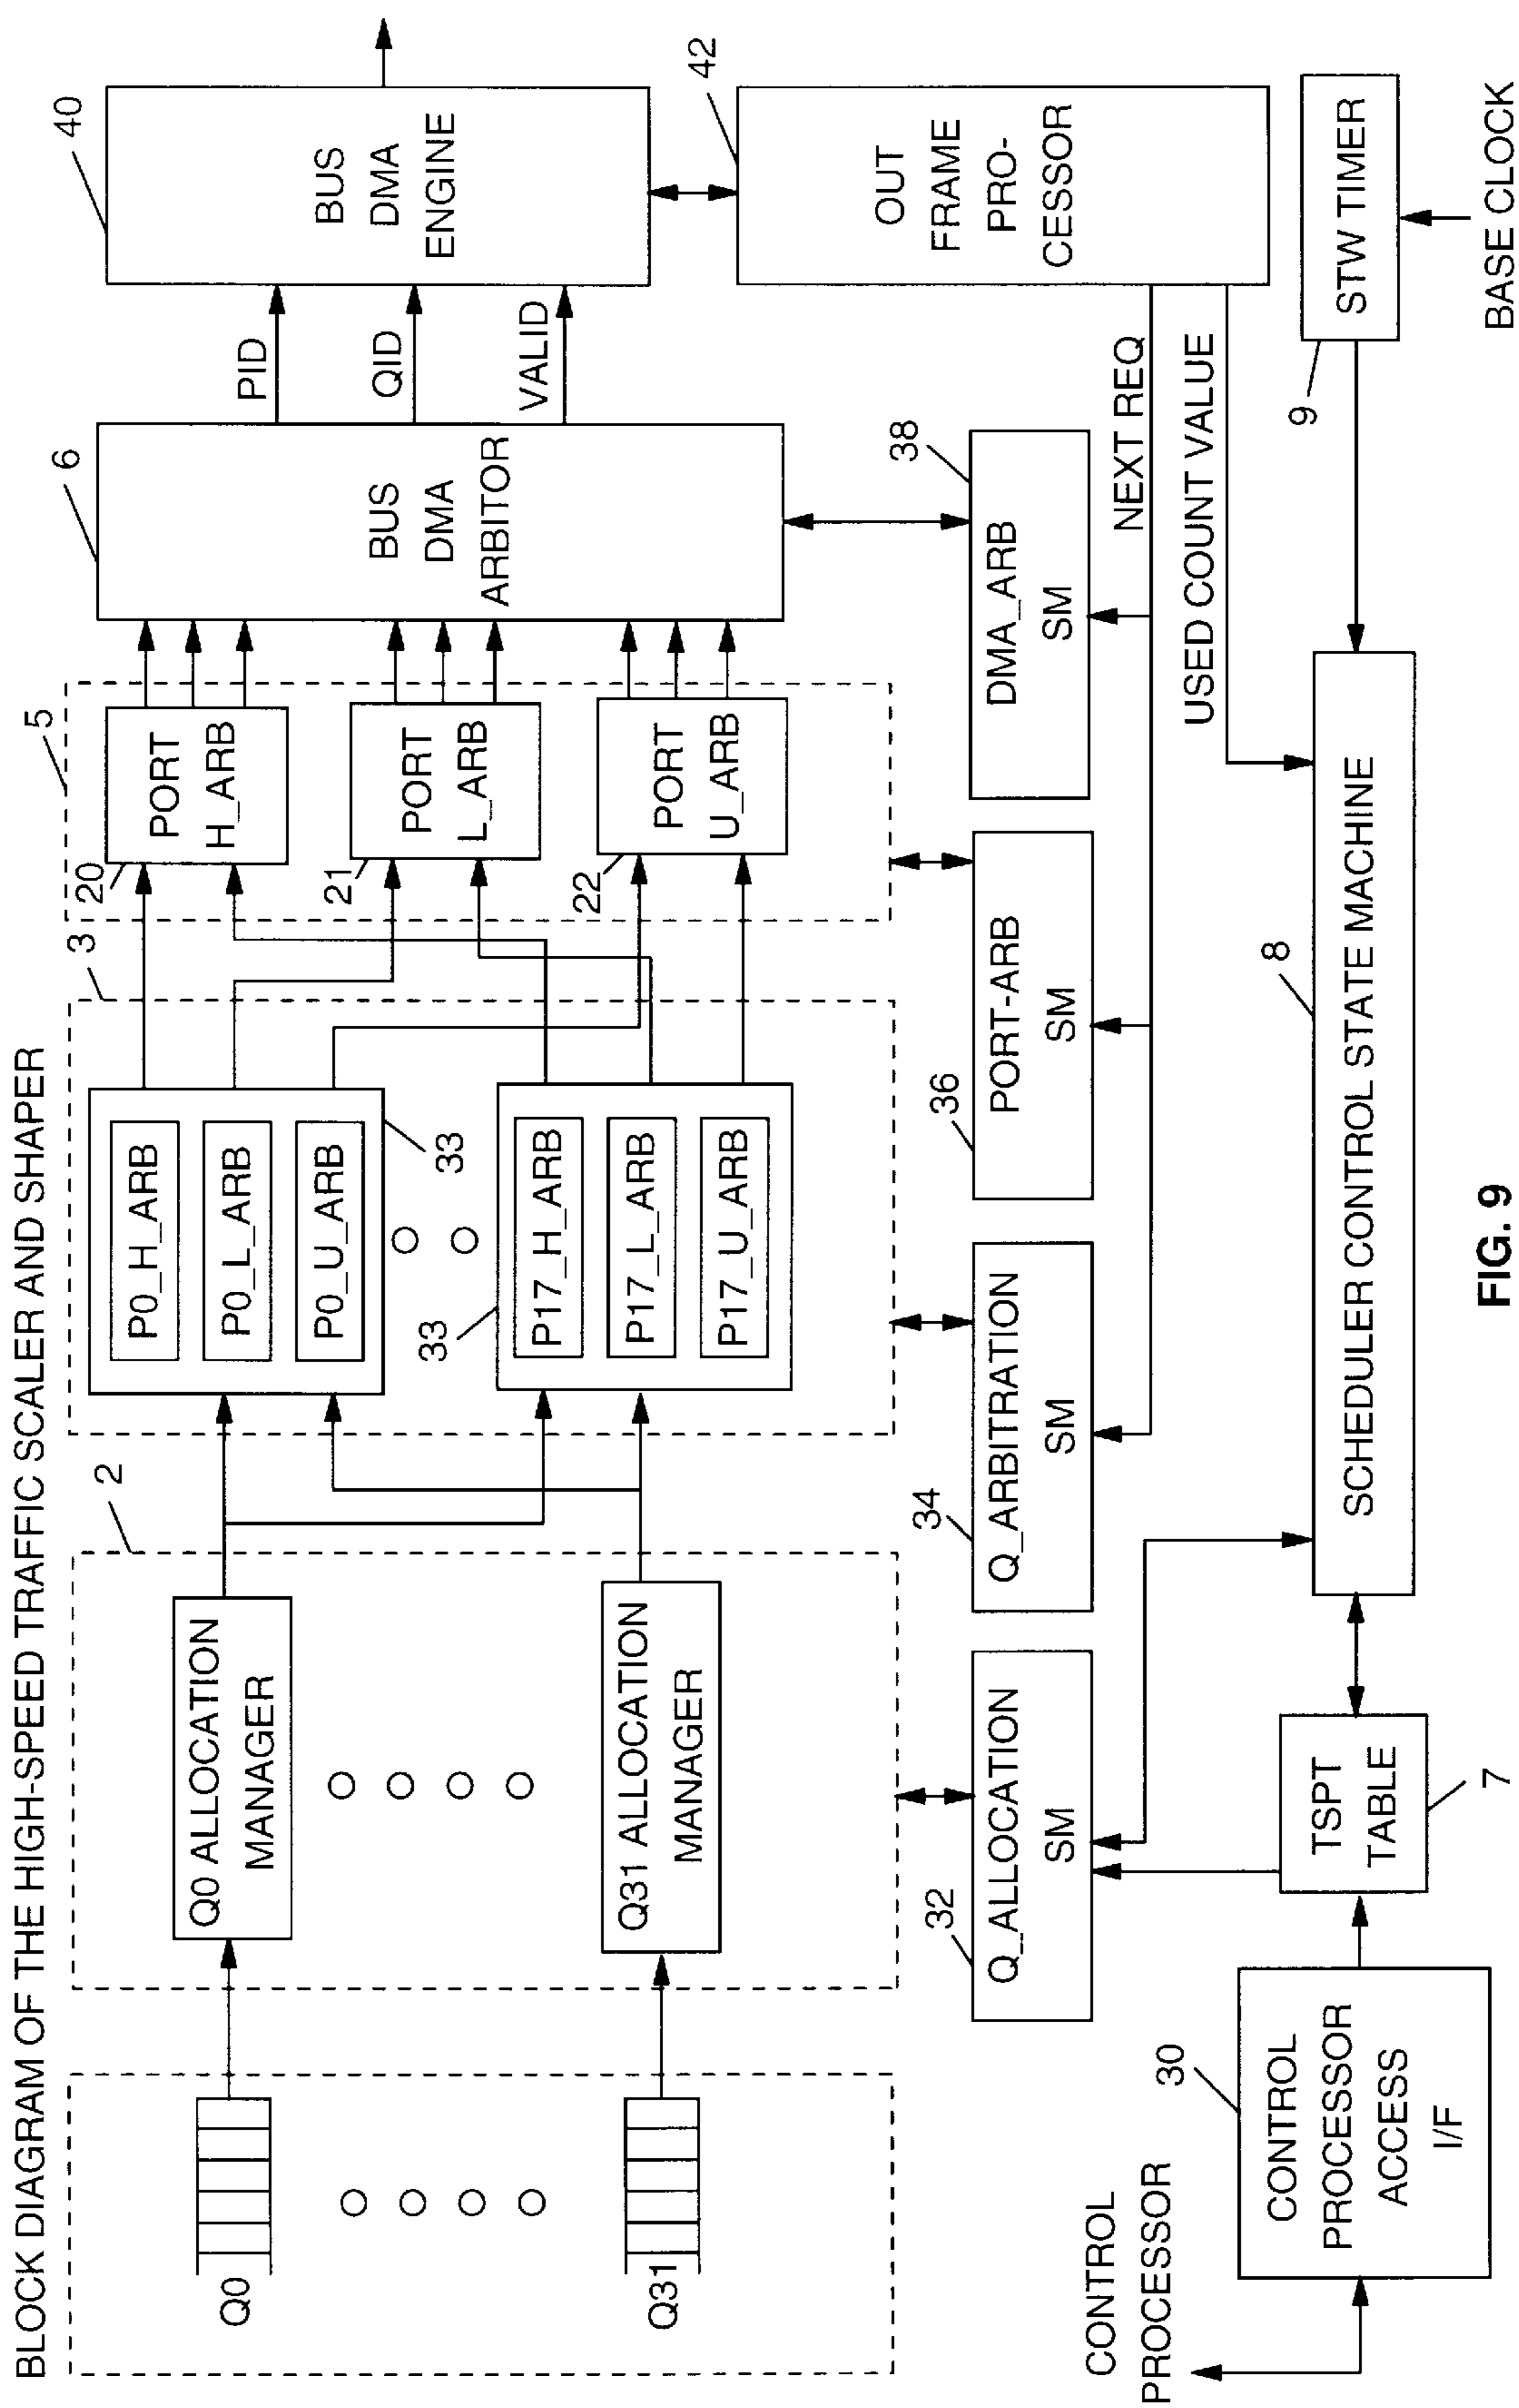 BLOCK DIAGRAM OF THE HIGH-SPEED TRAFFIC SCALER AND SHAPER
Q0
Q31
2
Q0 ALLOCATION
MANAGER
Q31 ALLOCATION
MANAGER
3
P0_H_ARB
P0_L_ARB
P0_U_ARB
33
33
P17_H_ARB
P17_L_ARB
P17_U_ARB
5
20
PORT
H_ARB
21
PORT
L_ARB
22
PORT
U_ARB
6
BUS
DMA
ARBITOR
PID
QID
VALID
40
BUS
DMA
ENGINE
42
OUT
FRAME
PRO-
CESSOR
32
Q_ALLOCATION
SM
34
Q_ARBITRATION
SM
36
PORT-ARB
SM
38
DMA_ARB
SM
NEXT REQ
USED COUNT VALUE
CONTROL
PROCESSOR
30
CONTROL
PROCESSOR
ACCESS
I/F
TSPT
TABLE
7
8
SCHEDULER CONTROL STATE MACHINE
9
STW TIMER
BASE CLOCK
FIG. 9